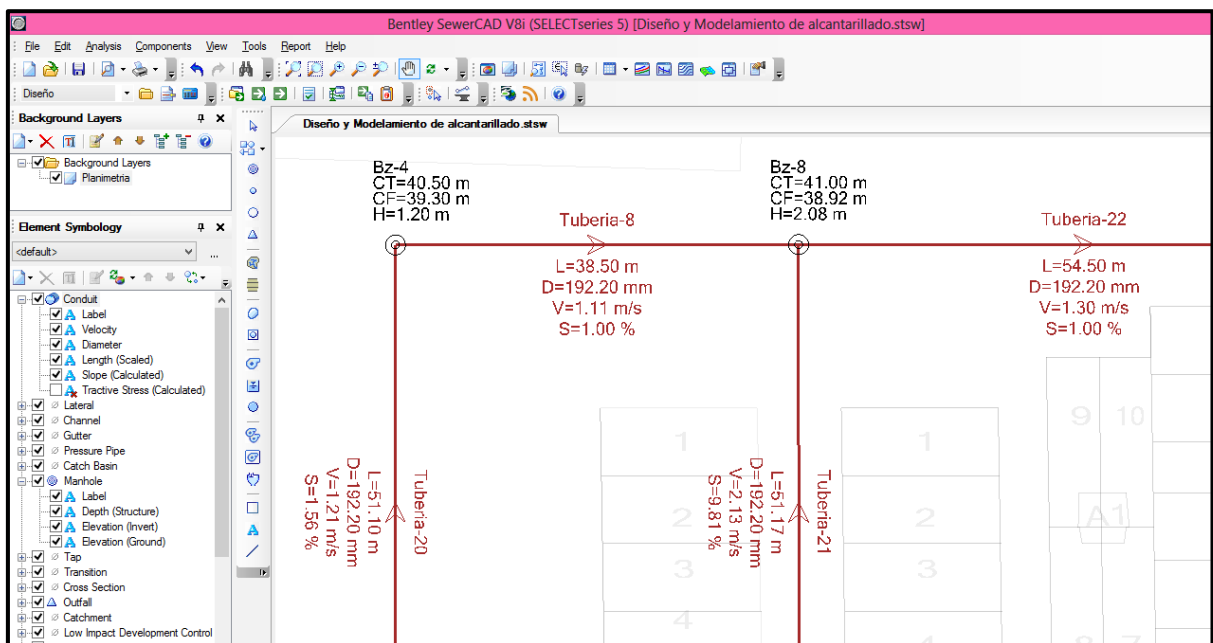 Bentley SewerCAD V8i (SELECTseries 5) [Diseño y Modelamiento de alcantarillado.stsw]
File Edit Analysis Components View Tools Report Help
Diseño
Background Layers
Background Layers
Planimetria
Element Symbology
<default>
...
Conduit
Label
Velocity
Diameter
Length (Scaled)
Slope (Calculated)
Tractive Stress (Calculated)
Lateral
Channel
Gutter
Pressure Pipe
Catch Basin
Manhole
Label
Depth (Structure)
Elevation (Invert)
Elevation (Ground)
Tap
Transition
Cross Section
Outfall
Catchment
Low Impact Development Control
Diseño y Modelamiento de alcantarillado.stsw
Bz-4
CT=40.50 m
CF=39.30 m
H=1.20 m
Tuberia-8
L=38.50 m
D=192.20 mm
V=1.11 m/s
S=1.00 %
Bz-8
CT=41.00 m
CF=38.92 m
H=2.08 m
Tuberia-22
L=54.50 m
D=192.20 mm
V=1.30 m/s
S=1.00 %
Tuberia-20
L=51.10 m
D=192.20 mm
V=1.21 m/s
S=1.56 %
Tuberia-21
L=51.17 m
D=192.20 mm
V=2.13 m/s
S=9.81 %
1
2
3
4
1
2
3
9 10
A1